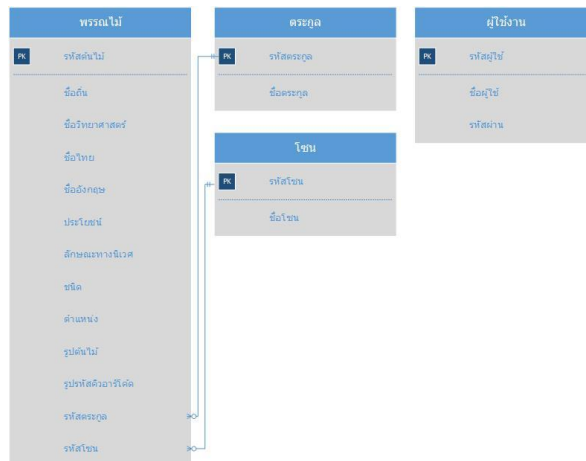 พรรณไม้
PK รหัสต้นไม้
ชื่อถิ่น
ชื่อวิทยาศาสตร์
ชื่อไทย
ชื่ออังกฤษ
ประโยชน์
ลักษณะทางนิเวศ
ชนิด
ตำแหน่ง
รูปต้นไม้
รูปรหัสคิวอาร์โค้ด
รหัสตระกูล
รหัสโซน
ตระกูล
PK รหัสตระกูล
ชื่อตระกูล
โซน
PK รหัสโซน
ชื่อโซน
ผู้ใช้งาน
PK รหัสผู้ใช้
ชื่อผู้ใช้
รหัสผ่าน